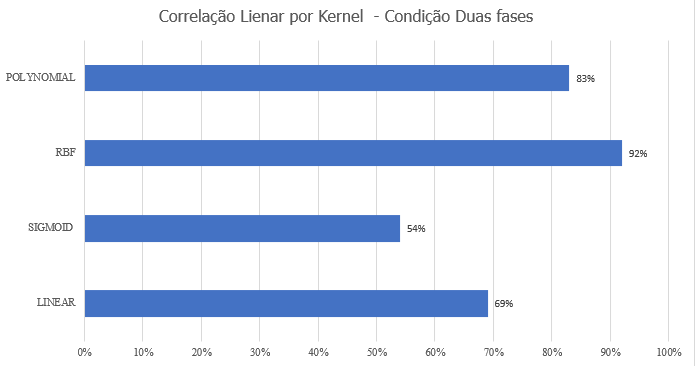 Correlação Lienar por Kernel - Condição Duas fases
POLYNOMIAL 83%
RBF 92%
SIGMOID 54%
LINEAR 69%
0% 10% 20% 30% 40% 50% 60% 70% 80% 90% 100%